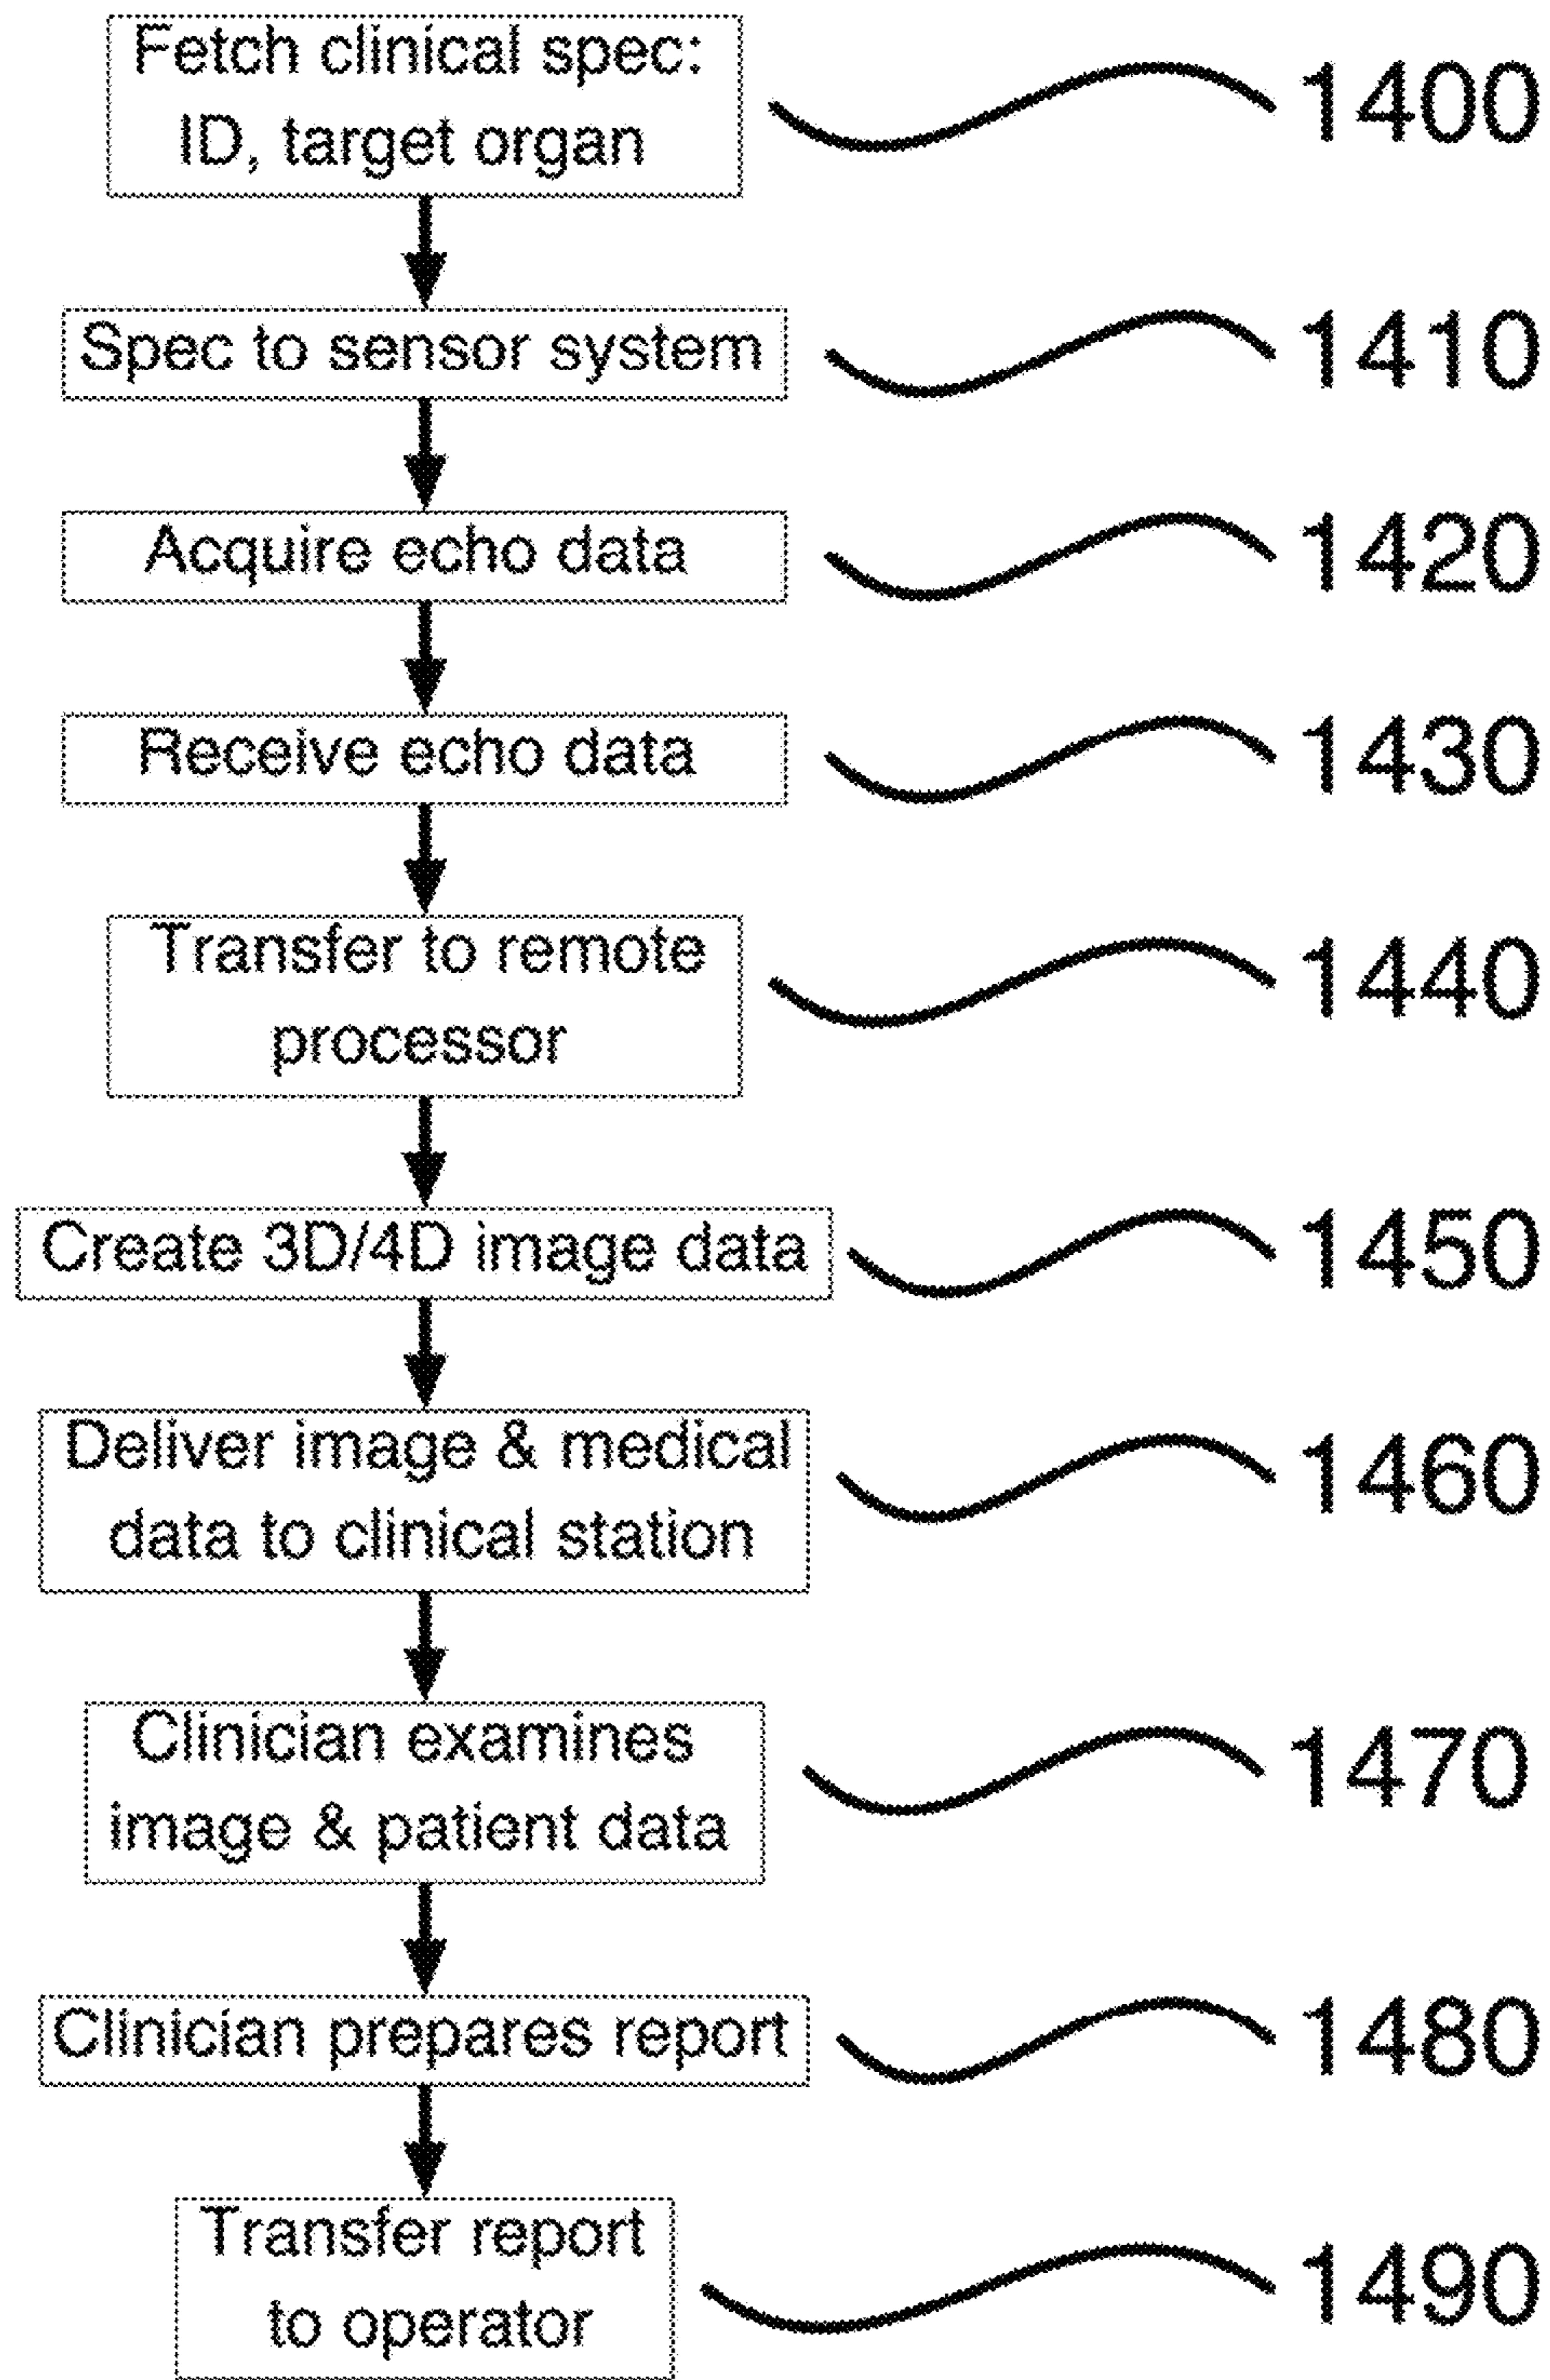 Fetch clinical spec:
ID, target organ
1400
Spec to sensor system
1410
Acquire echo data
1420
Receive echo data
1430
Transfer to remote
processor
1440
Create 3D/4D image data
1450
Deliver image & medical
data to clinical station
1460
Clinician examines
image & patient data
1470
Clinician prepares report
1480
Transfer report
to operator
1490